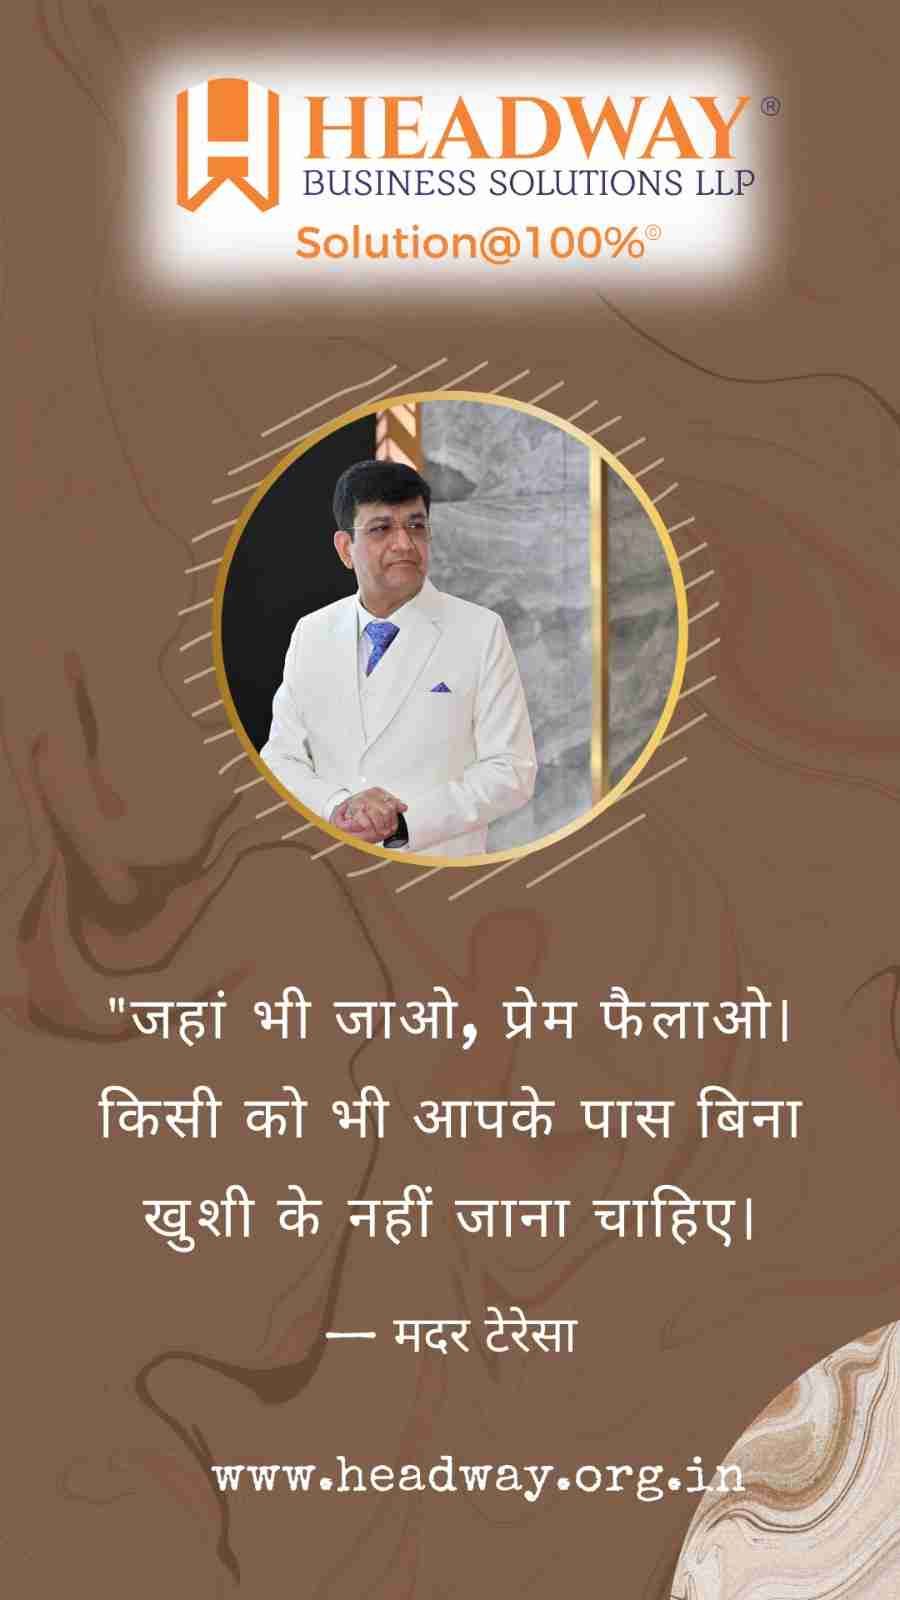 HEADWAY®
BUSINESS SOLUTIONS LLP
Solution@100%©
"जहां भी जाओ, प्रेम फैलाओ।
किसी को भी आपके पास बिना
खुशी के नहीं जाना चाहिए।
— मदर टेरेसा
www.headway.org.in